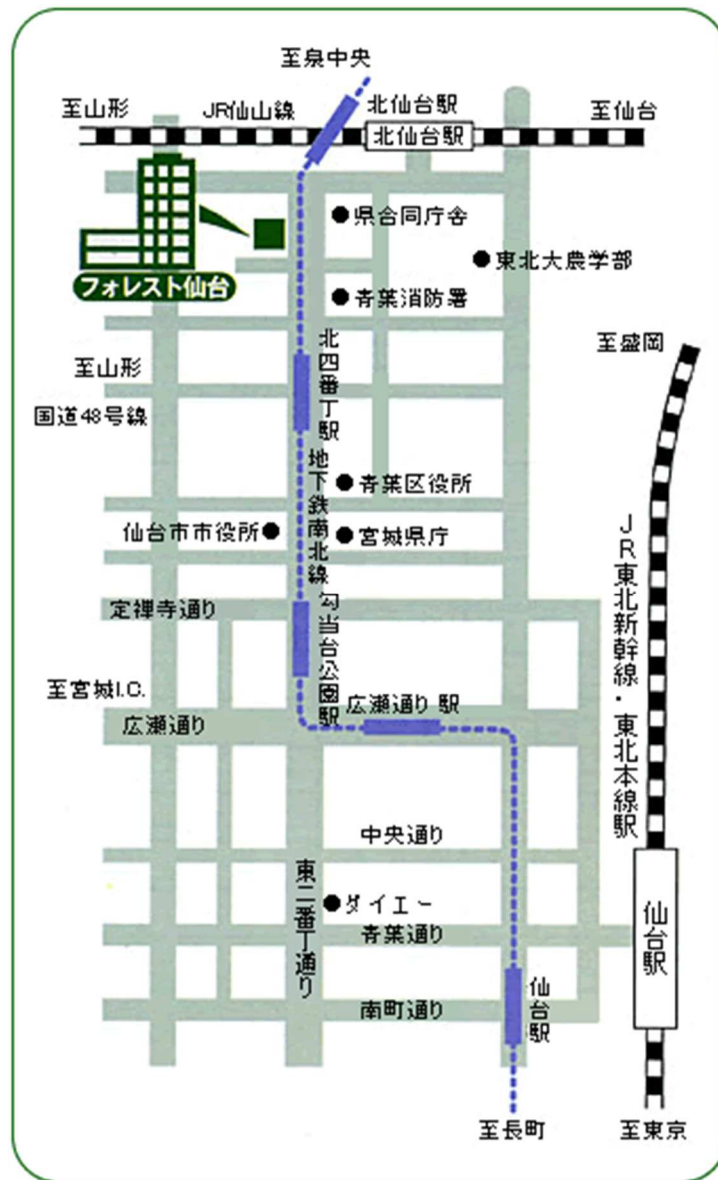 至泉中央
至山形
JR仙山線
北仙台駅
至仙台
北仙台駅
県合同庁舎
東北大農学部
フォレスト仙台
青葉消防署
至盛岡
至山形
国道48号線
北四番丁駅
地下鉄南北線
青葉区役所
仙台市市役所
宮城県庁
JR東北新幹線・東北本線駅
定禅寺通り
勾当台公園駅
至宮城I.C.
広瀬通り 駅
広瀬通り
中央通り
東二番丁通り
ダイエー
青葉通り
仙台駅
仙台駅
南町通り
至長町
至東京